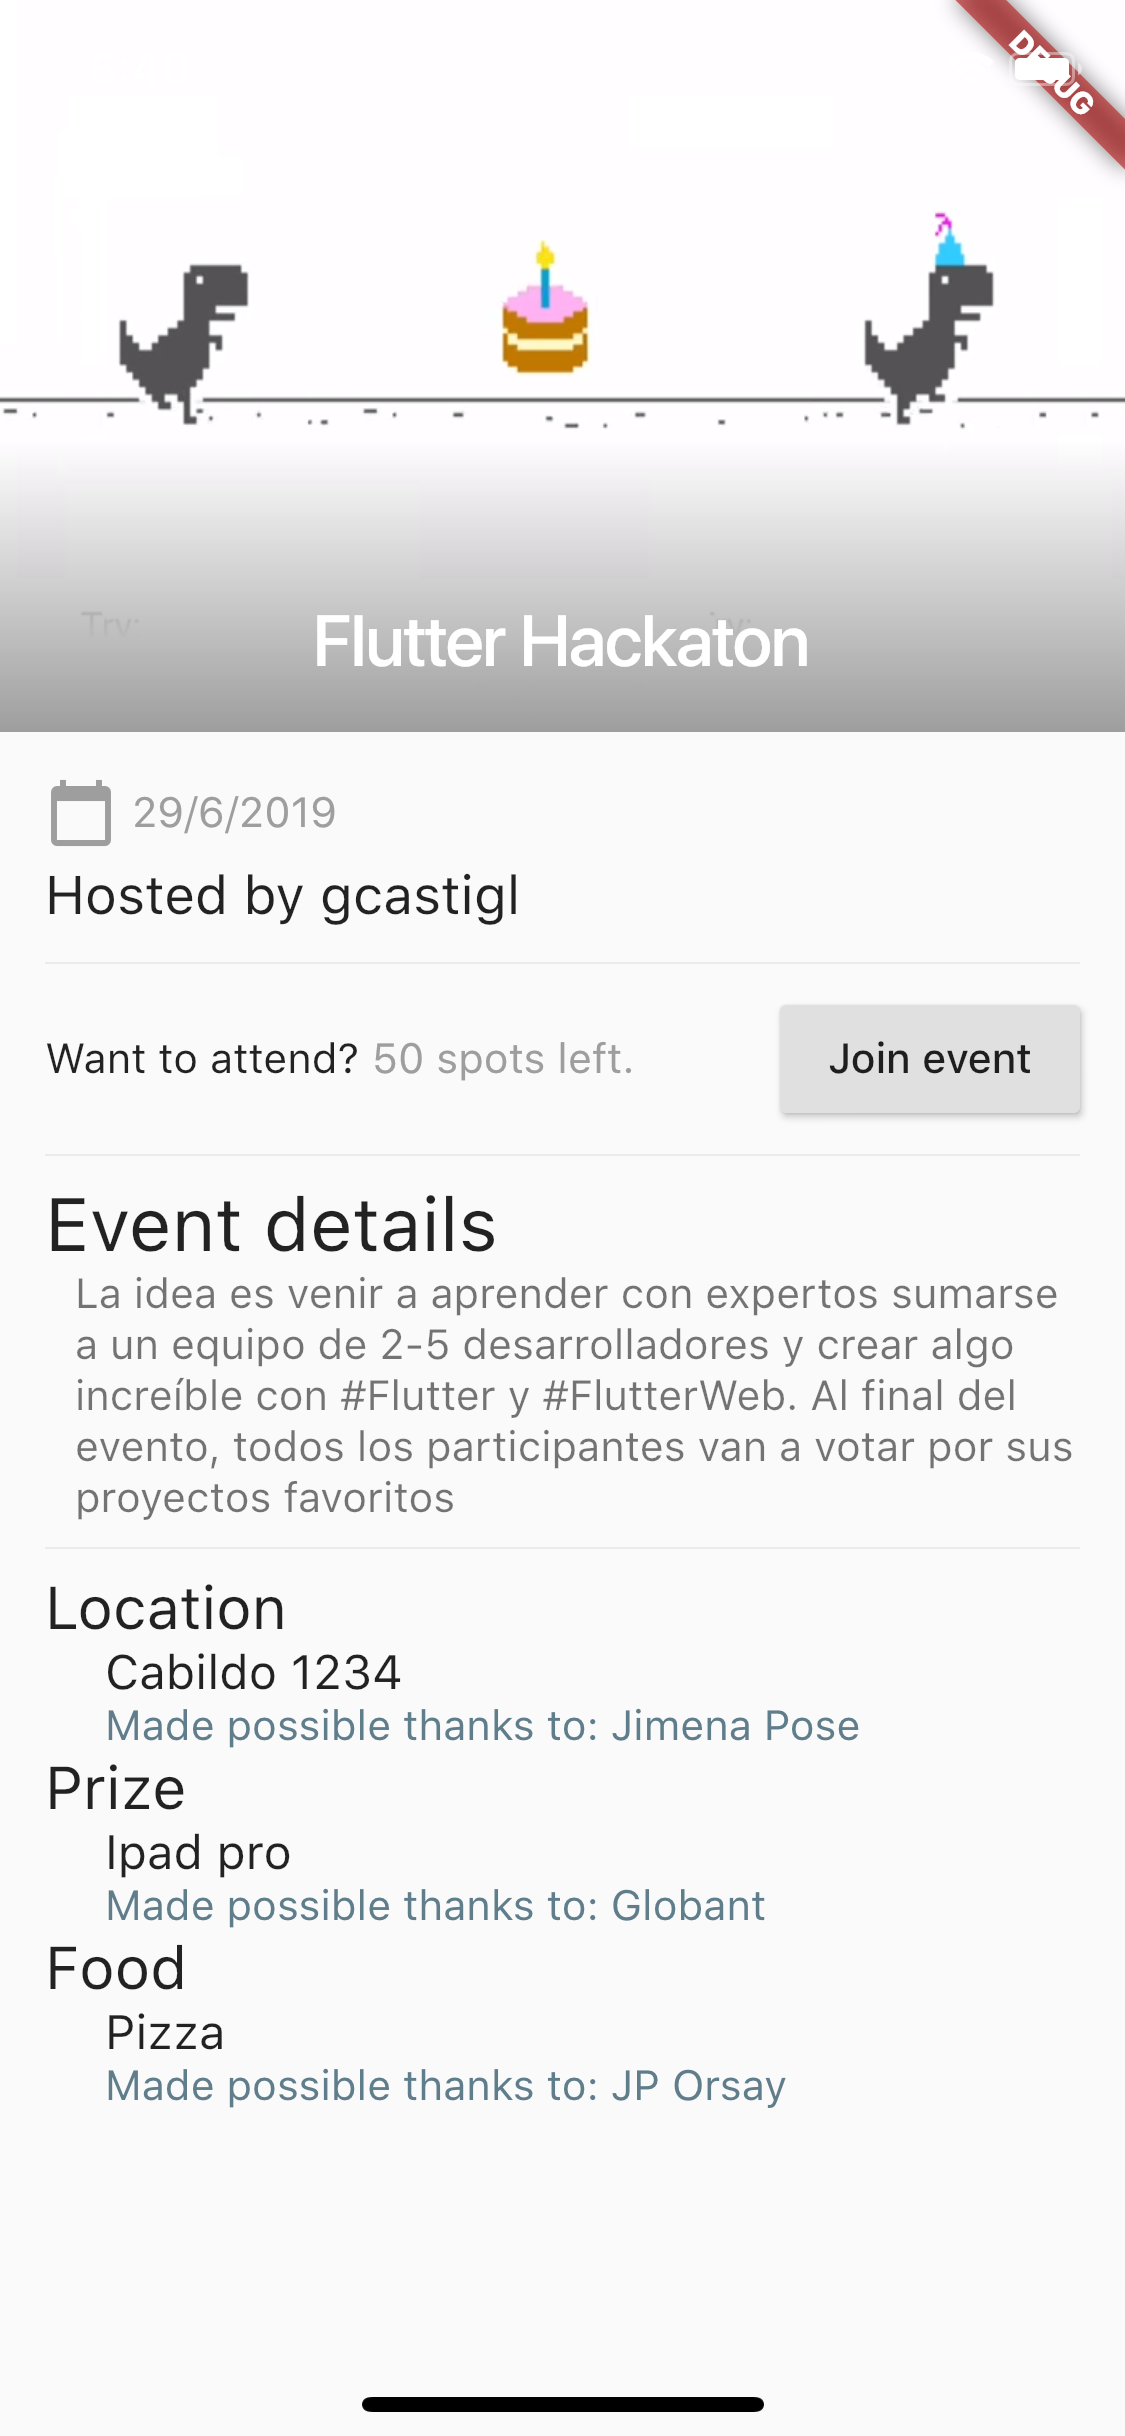 DEBUG
Try:
Flutter Hackaton
29/6/2019
Hosted by gcastigl
Want to attend? 50 spots left.
Join event
Event details
La idea es venir a aprender con expertos sumarse
a un equipo de 2-5 desarrolladores y crear algo
increíble con #Flutter y #FlutterWeb. Al final del
evento, todos los participantes van a votar por sus
proyectos favoritos
Location
Cabildo 1234
Made possible thanks to: Jimena Pose
Prize
Ipad pro
Made possible thanks to: Globant
Food
Pizza
Made possible thanks to: JP Orsay